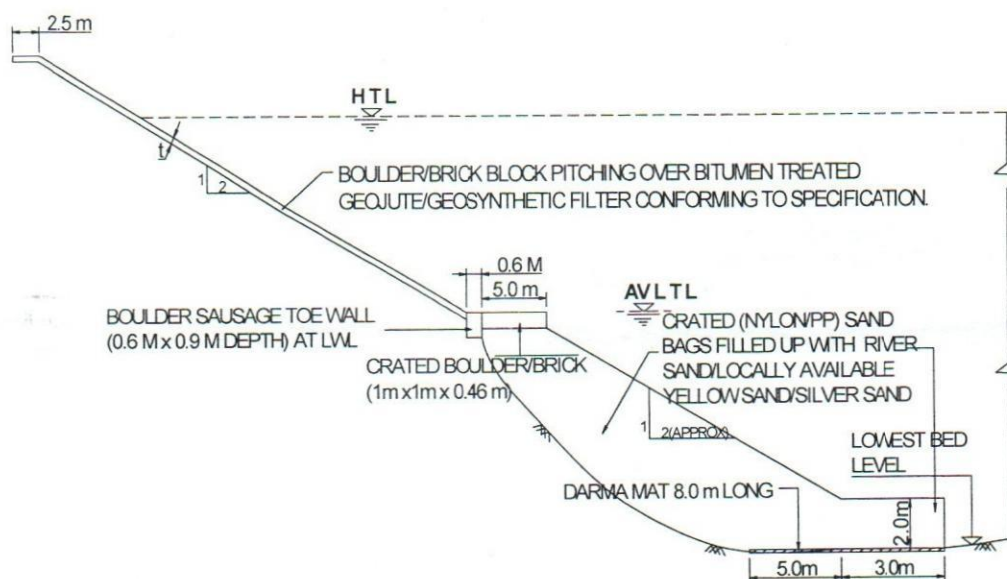 2.5 m
HTL
t
1
2
BOULDER/BRICK BLOCK PITCHING OVER BITUMEN TREATED
GEOJUTE/GEOSYNTHETIC FILTER CONFORMING TO SPECIFICATION.
0.6 M
5.0 m
AVLTL
BOULDER SAUSAGE TOE WALL
(0.6 M x 0.9 M DEPTH) AT LWL
CRATED BOULDER/BRICK
(1m x1m x 0.46 m)
CRATED (NYLON/PP) SAND
BAGS FILLED UP WITH RIVER
SAND/LOCALLY AVAILABLE
YELLOW SAND/SILVER SAND
1
2(APPROX)
LOWEST BED
LEVEL
DARMA MAT 8.0 m LONG
2.0m
5.0m
3.0m